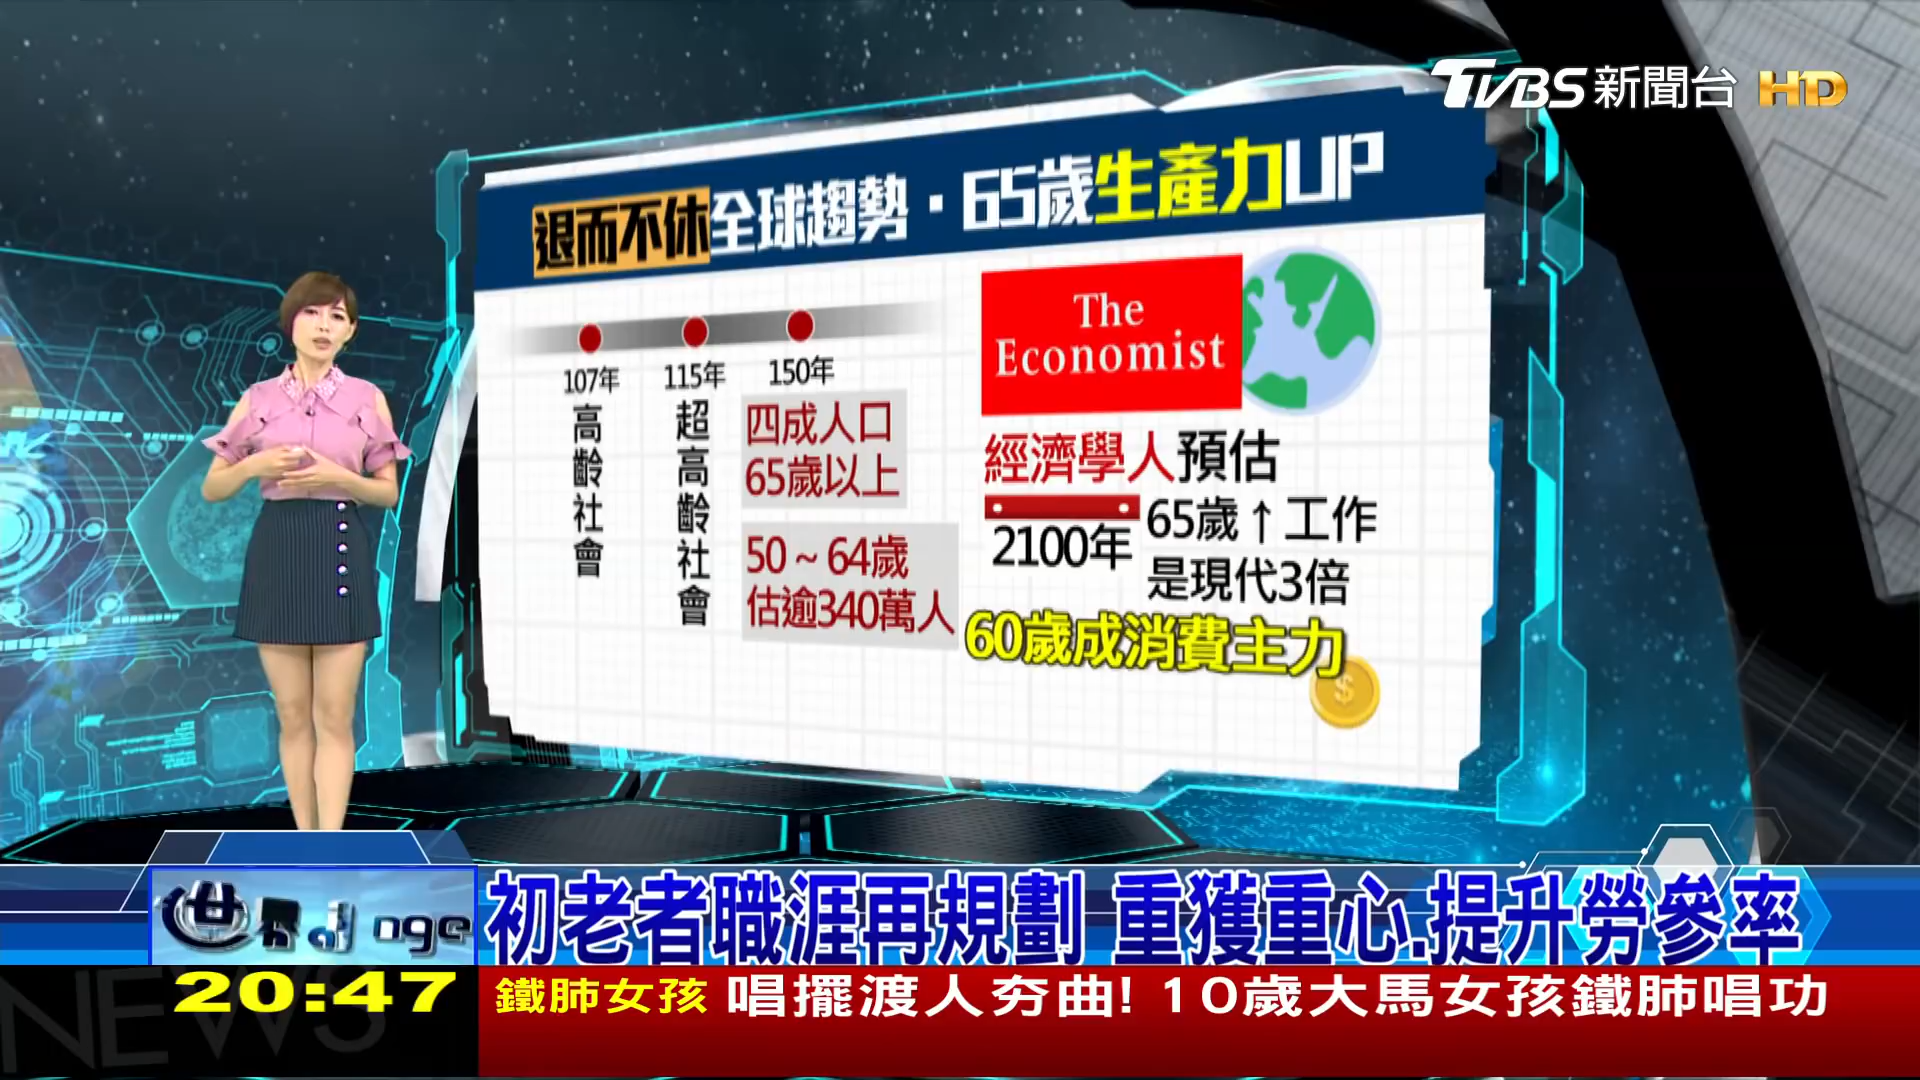 TVBS新聞台 HD
退而不休全球趨勢·65歲生產力UP
107年
高齡社會
115年
超高齡社會
150年
四成人口
65歲以上
50~64歲
估逾340萬人
The
Economist
經濟學人預估
2100年
65歲↑工作
是現代3倍
60歲成消費主力
$
初老者職涯再規劃 重獲重心.提升勞參率
20:47
鐵肺女孩 唱擺渡人夯曲! 10歲大馬女孩鐵肺唱功
NEWS